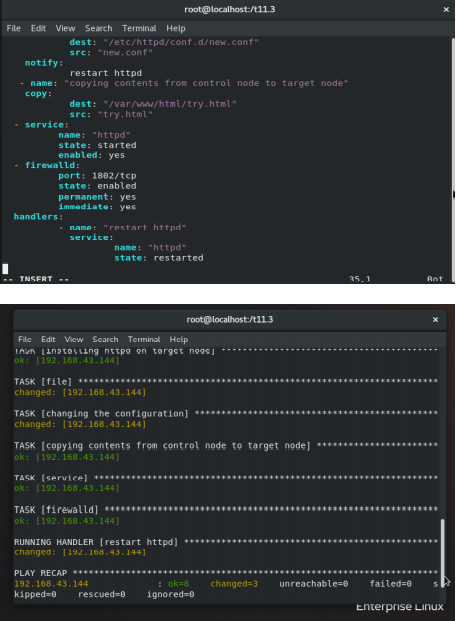 root@localhost:/t11.3
×
File Edit View Search Terminal Help
dest: "/etc/httpd/conf.d/new.conf"
src: "new.conf"
notify:
restart httpd
- name: "copying contents from control node to target node"
copy:
dest: "/var/www/html/try.html"
src: "try.html"
- service:
name: "httpd"
state: started
enabled: yes
- firewalld:
port: 1802/tcp
state: enabled
permanent: yes
immediate: yes
handlers:
- name: "restart httpd"
service:
name: "httpd"
state: restarted
-- INSERT -- 35,1 Bot
root@localhost:/t11.3
×
File Edit View Search Terminal Help
TASK [installing httpd on target node] ****************************************
ok: [192.168.43.144]
TASK [file] ********************************************************************
changed: [192.168.43.144]
TASK [changing the configuration] *********************************************
changed: [192.168.43.144]
TASK [copying contents from control node to target node] **********************
ok: [192.168.43.144]
TASK [service] *****************************************************************
ok: [192.168.43.144]
TASK [firewalld] ***************************************************************
ok: [192.168.43.144]
RUNNING HANDLER [restart httpd] ************************************************
changed: [192.168.43.144]
PLAY RECAP *********************************************************************
192.168.43.144 : ok=8 changed=3 unreachable=0 failed=0 s
kipped=0 rescued=0 ignored=0
Enterprise Linux